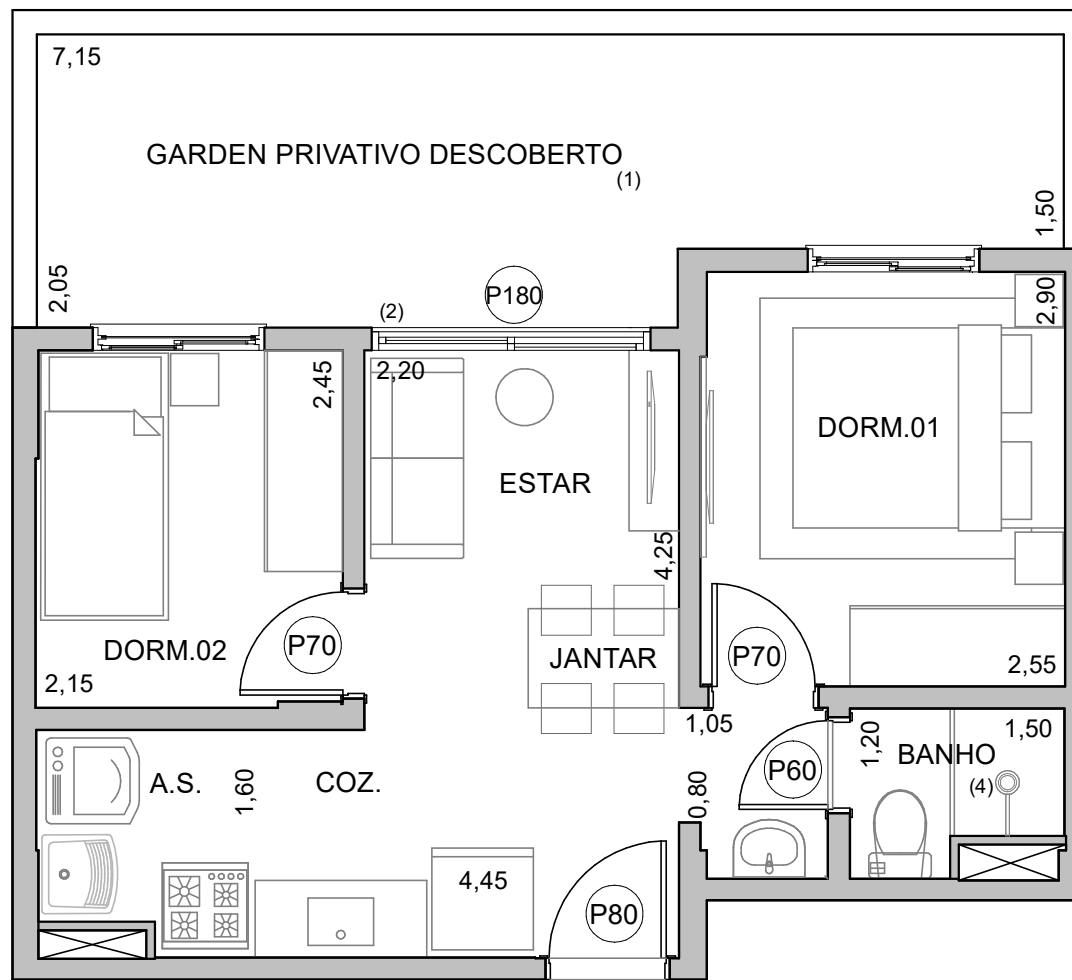 7,15
GARDEN PRIVATIVO DESCOBERTO
(1)
1,50
2,05
(2)
P180
2,90
2,45
2,20
DORM.01
ESTAR
4,25
DORM.02
P70
JANTAR
P70
2,55
2,15
1,05
1,20
1,50
A.S.
1,60
COZ.
0,80
P60
BANHO
(4)
4,45
P80